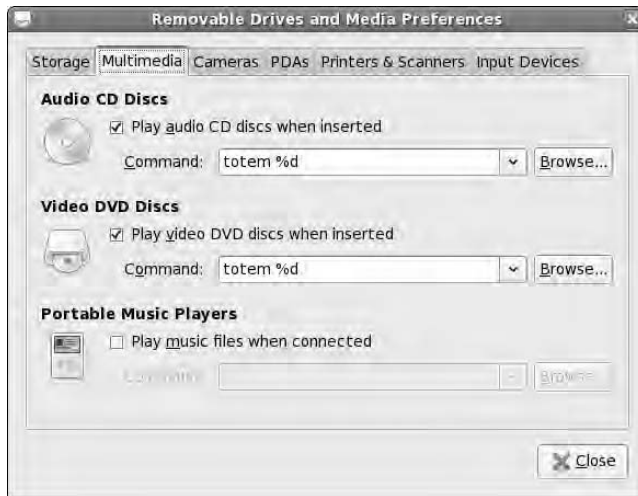 Removable Drives and Media Preferences
Storage Multimedia Cameras PDAs Printers & Scanners Input Devices
Audio CD Discs
Play audio CD discs when inserted
Command: totem %d Browse...
Video DVD Discs
Play video DVD discs when inserted
Command: totem %d Browse...
Portable Music Players
Play music files when connected
Close